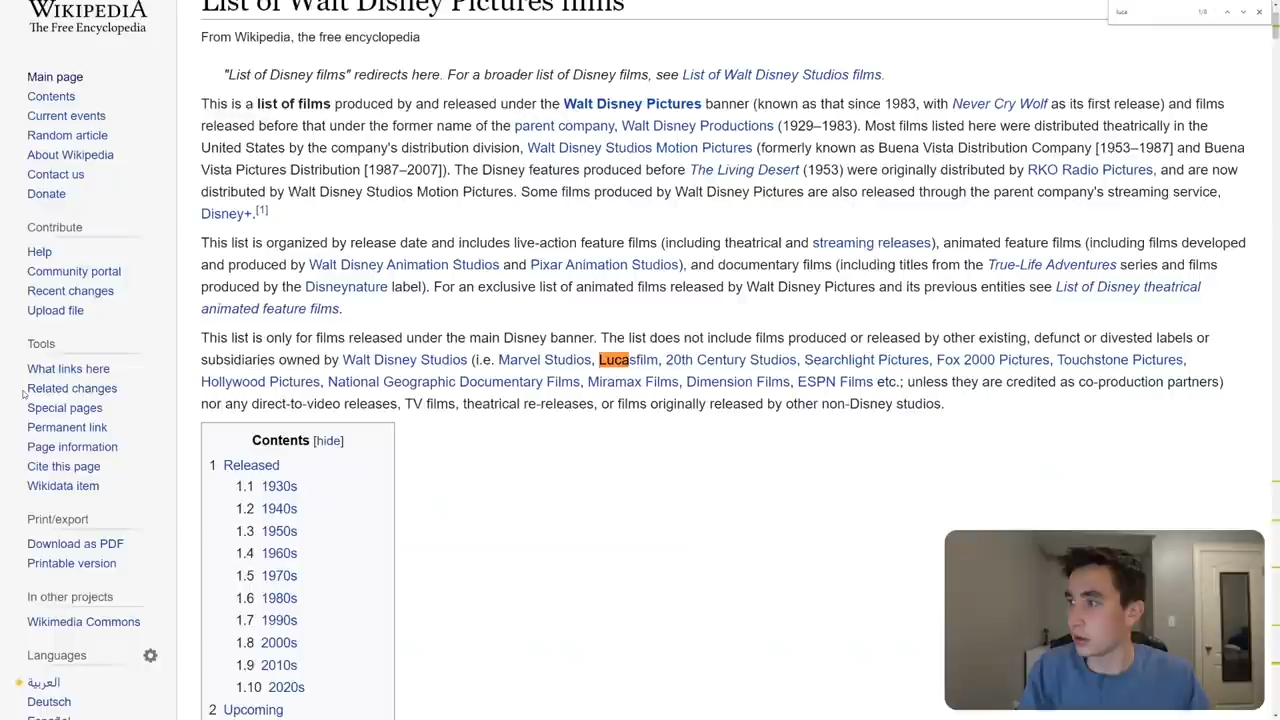 WIKIPEDIA
The Free Encyclopedia
Main page
Contents
Current events
Random article
About Wikipedia
Contact us
Donate
Contribute
Help
Community portal
Recent changes
Upload file
Tools
What links here
Related changes
Special pages
Permanent link
Page information
Cite this page
Wikidata item
Print/export
Download as PDF
Printable version
In other projects
Wikimedia Commons
Languages
العربية
Deutsch
Español
luca
1/8
List of Walt Disney Pictures films
From Wikipedia, the free encyclopedia
"List of Disney films" redirects here. For a broader list of Disney films, see List of Walt Disney Studios films.
This is a list of films produced by and released under the Walt Disney Pictures banner (known as that since 1983, with Never Cry Wolf as its first release) and films
released before that under the former name of the parent company, Walt Disney Productions (1929–1983). Most films listed here were distributed theatrically in the
United States by the company's distribution division, Walt Disney Studios Motion Pictures (formerly known as Buena Vista Distribution Company [1953–1987] and Buena
Vista Pictures Distribution [1987–2007]). The Disney features produced before The Living Desert (1953) were originally distributed by RKO Radio Pictures, and are now
distributed by Walt Disney Studios Motion Pictures. Some films produced by Walt Disney Pictures are also released through the parent company's streaming service,
Disney+.[1]
This list is organized by release date and includes live-action feature films (including theatrical and streaming releases), animated feature films (including films developed
and produced by Walt Disney Animation Studios and Pixar Animation Studios), and documentary films (including titles from the True-Life Adventures series and films
produced by the Disneynature label). For an exclusive list of animated films released by Walt Disney Pictures and its previous entities see List of Disney theatrical
animated feature films.
This list is only for films released under the main Disney banner. The list does not include films produced or released by other existing, defunct or divested labels or
subsidiaries owned by Walt Disney Studios (i.e. Marvel Studios, Lucasfilm, 20th Century Studios, Searchlight Pictures, Fox 2000 Pictures, Touchstone Pictures,
Hollywood Pictures, National Geographic Documentary Films, Miramax Films, Dimension Films, ESPN Films etc.; unless they are credited as co-production partners)
nor any direct-to-video releases, TV films, theatrical re-releases, or films originally released by other non-Disney studios.
Contents [hide]
1 Released
1.1 1930s
1.2 1940s
1.3 1950s
1.4 1960s
1.5 1970s
1.6 1980s
1.7 1990s
1.8 2000s
1.9 2010s
1.10 2020s
2 Upcoming